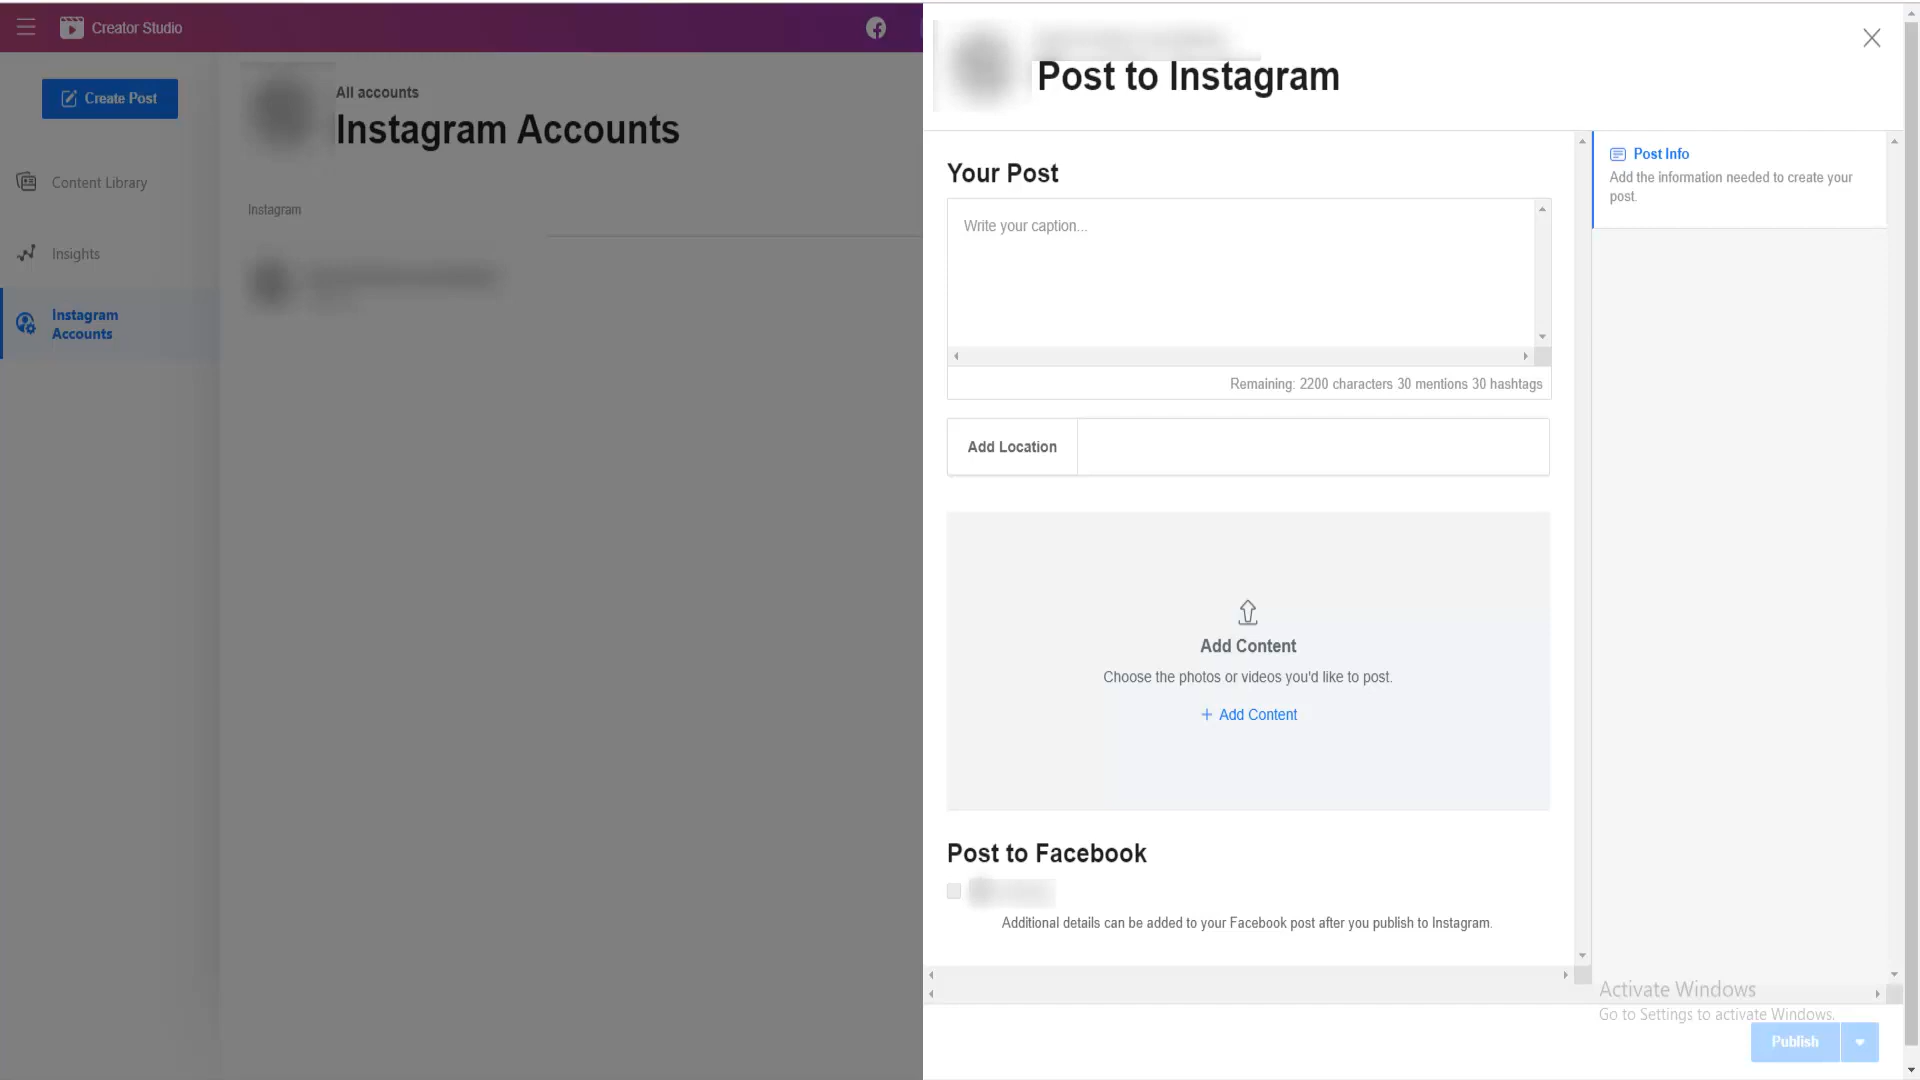 Creator Studio
Create Post
Content Library
Insights
Instagram
Accounts
All accounts
Instagram Accounts
Instagram
Post to Instagram
Your Post
Write your caption...
Remaining: 2200 characters 30 mentions 30 hashtags
Add Location
Add Content
Choose the photos or videos you'd like to post.
+ Add Content
Post to Facebook
Additional details can be added to your Facebook post after you publish to Instagram.
Post Info
Add the information needed to create your
post.
Activate Windows
Go to Settings to activate Windows.
Publish